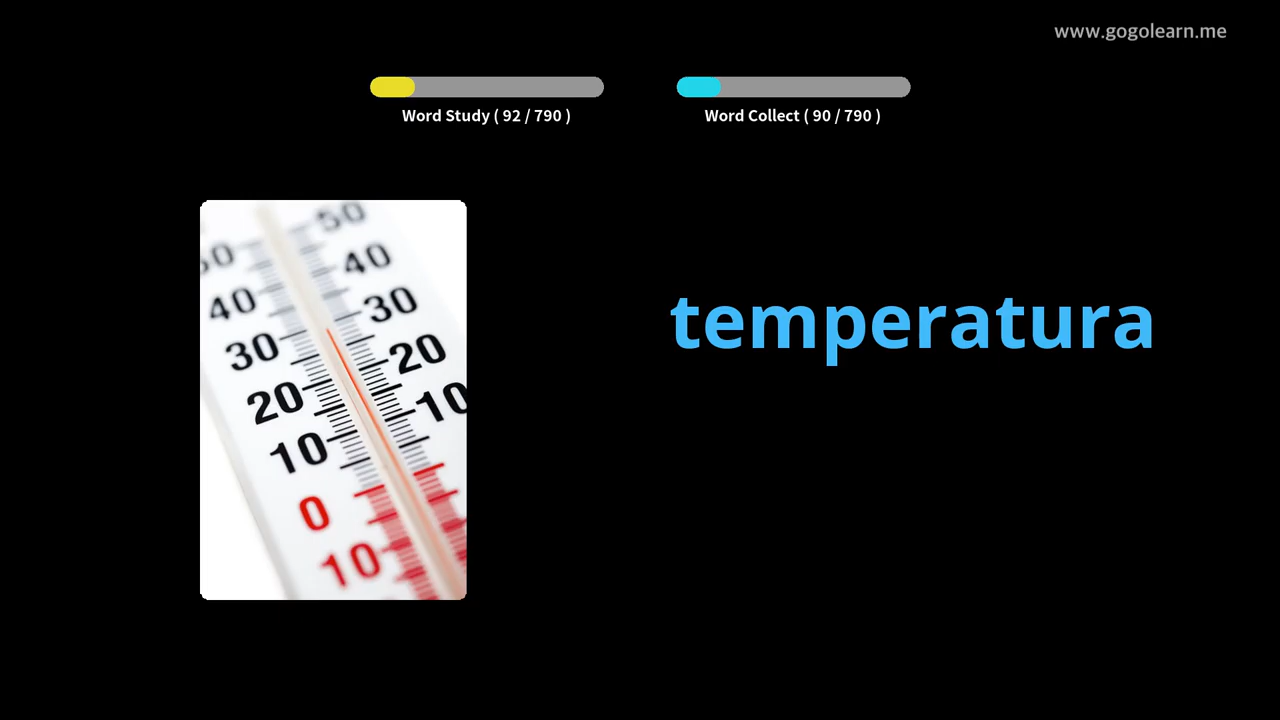 www.gogolearn.me
Word Study ( 92 / 790 )
Word Collect ( 90 / 790 )
temperatura
50
40 40
30 30
20 20
10 10
0
10